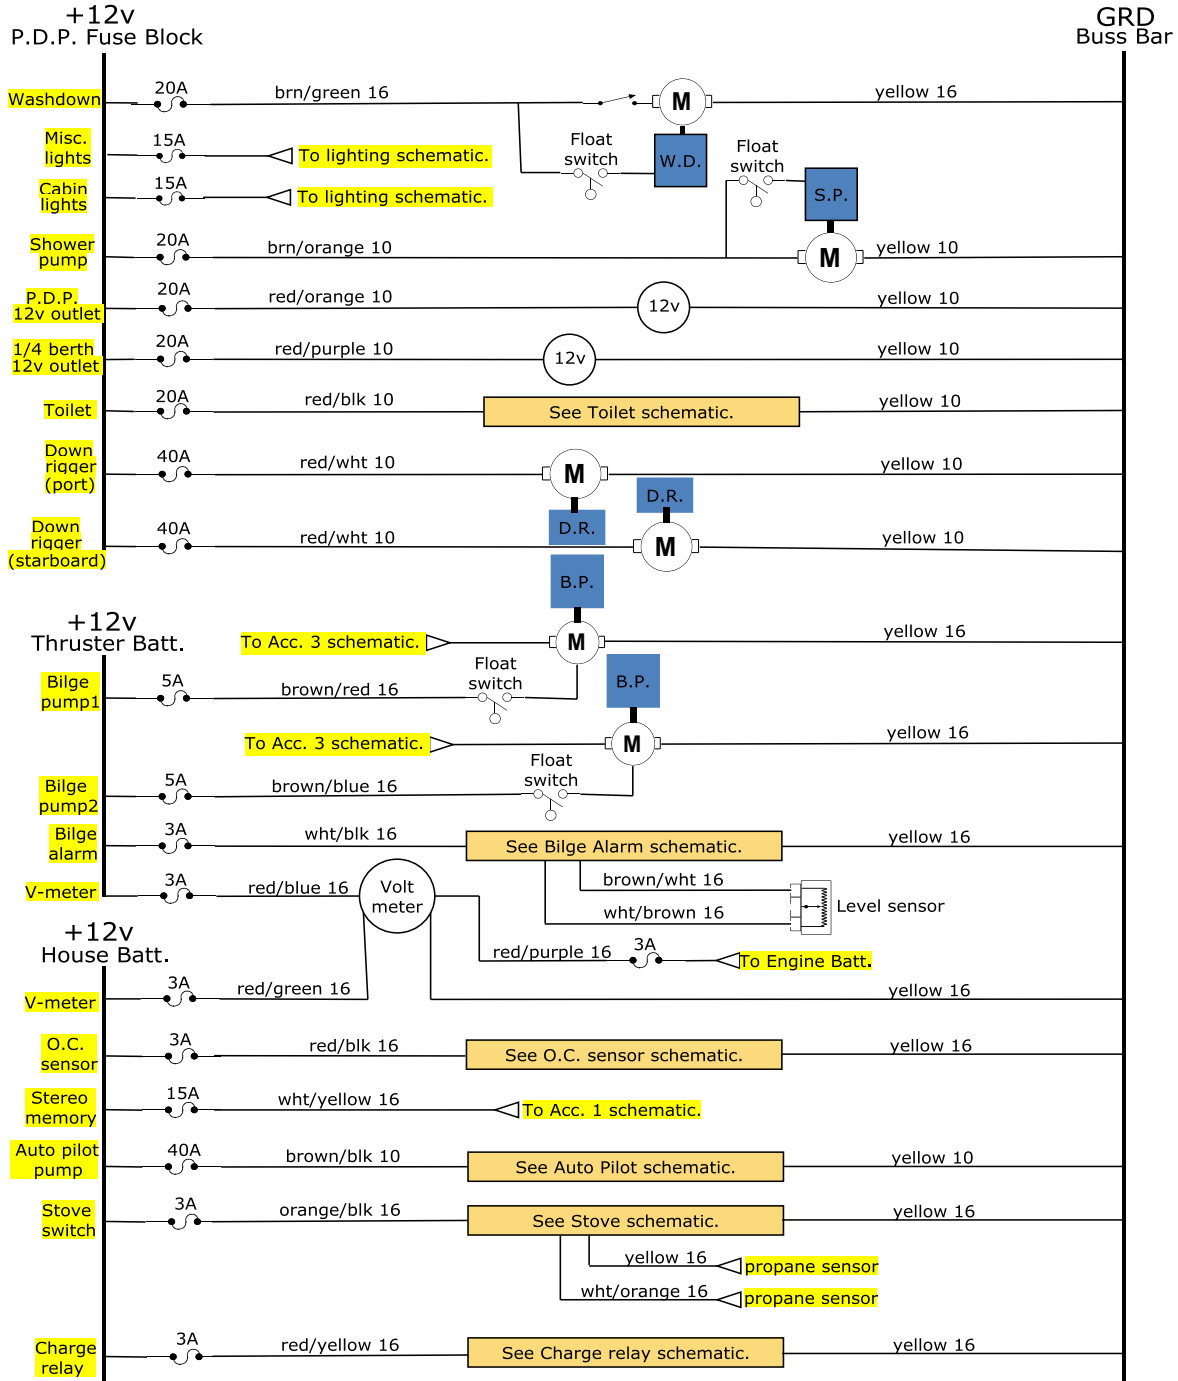 +12v
P.D.P. Fuse Block
GRD
Buss Bar
Washdown
20A
brn/green 16
M
yellow 16
Misc.
lights
15A
To lighting schematic.
Float
switch
W.D.
Float
switch
Cabin
lights
15A
To lighting schematic.
S.P.
Shower
pump
20A
brn/orange 10
M
yellow 10
P.D.P.
12v outlet
20A
red/orange 10
12v
yellow 10
1/4 berth
12v outlet
20A
red/purple 10
12v
yellow 10
Toilet
20A
red/blk 10
See Toilet schematic.
yellow 10
Down
rigger
(port)
40A
red/wht 10
M
yellow 10
D.R.
D.R.
Down
rigger
(starboard)
40A
red/wht 10
M
yellow 10
B.P.
+12v
Thruster Batt.
To Acc. 3 schematic.
M
yellow 16
Bilge
pump1
5A
brown/red 16
Float
switch
B.P.
To Acc. 3 schematic.
M
yellow 16
Bilge
pump2
5A
brown/blue 16
Float
switch
Bilge
alarm
3A
wht/blk 16
See Bilge Alarm schematic.
yellow 16
brown/wht 16
wht/brown 16
Level sensor
V-meter
3A
red/blue 16
Volt
meter
red/purple 16
3A
To Engine Batt.
+12v
House Batt.
V-meter
3A
red/green 16
yellow 16
O.C.
sensor
3A
red/blk 16
See O.C. sensor schematic.
yellow 16
Stereo
memory
15A
wht/yellow 16
To Acc. 1 schematic.
Auto pilot
pump
40A
brown/blk 10
See Auto Pilot schematic.
yellow 10
Stove
switch
3A
orange/blk 16
See Stove schematic.
yellow 16
yellow 16
propane sensor
wht/orange 16
propane sensor
Charge
relay
3A
red/yellow 16
See Charge relay schematic.
yellow 16